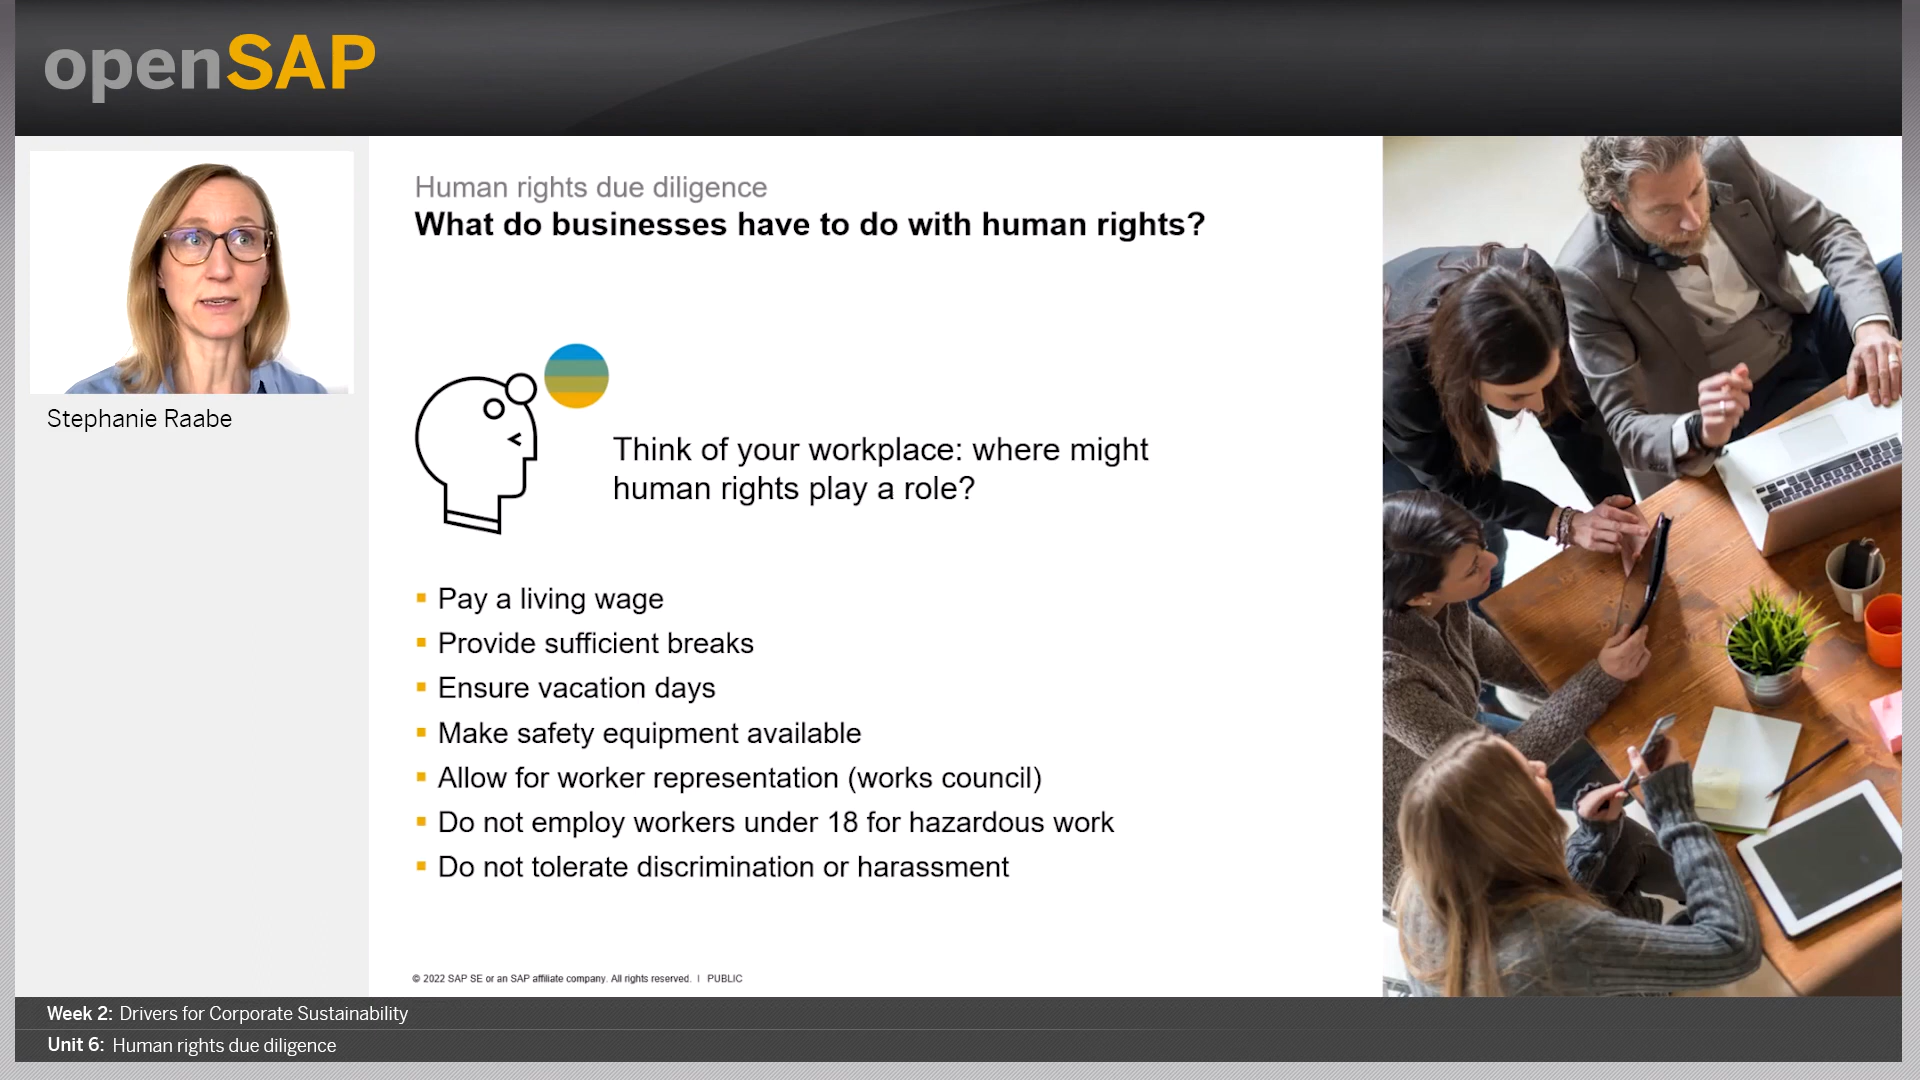 openSAP
Stephanie Raabe
Human rights due diligence
What do businesses have to do with human rights?
Think of your workplace: where might
human rights play a role?
Pay a living wage
Provide sufficient breaks
Ensure vacation days
Make safety equipment available
Allow for worker representation (works council)
Do not employ workers under 18 for hazardous work
Do not tolerate discrimination or harassment
© 2022 SAP SE or an SAP affiliate company. All rights reserved. | PUBLIC
Week 2: Drivers for Corporate Sustainability
Unit 6: Human rights due diligence